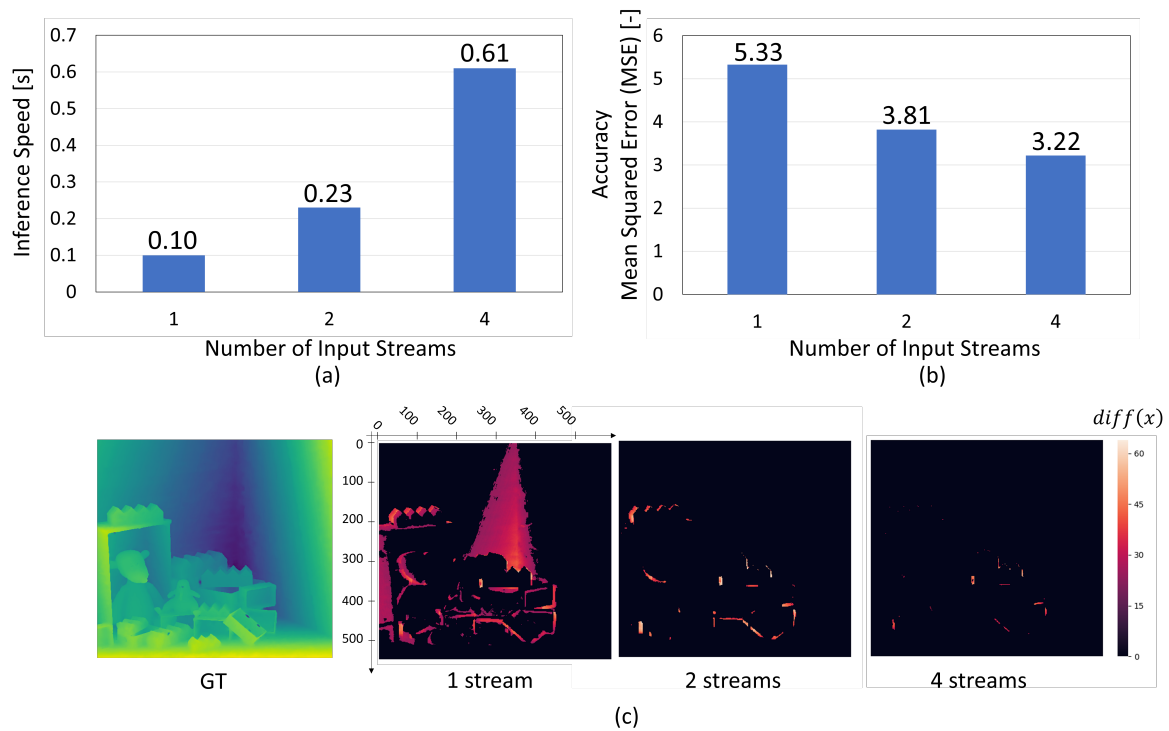 0.7
0.6
0.5
0.4
0.3
0.2
0.1
0
Inference Speed [s]
0.10
0.23
0.61
1 2 4
Number of Input Streams
(a)
6
5
4
3
2
1
0
Accuracy
Mean Squared Error (MSE) [-]
5.33
3.81
3.22
1 2 4
Number of Input Streams
(b)
0 100 200 300 400 500
0
100
200
300
400
500
diff(x)
60
45
30
15
0
GT
1 stream
2 streams
4 streams
(c)